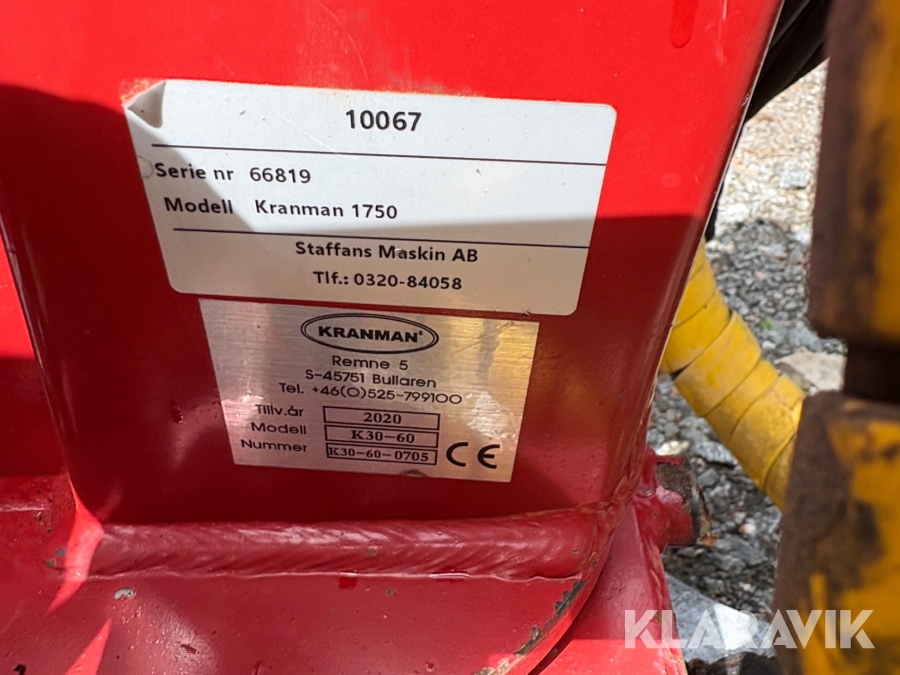 10067
Serie nr 66819
Modell Kranman 1750
Staffans Maskin AB
Tlf.: 0320-84058
KRANMAN®
Remne 5
S-45751 Bullaren
Tel. +46(0)525-799100
Tillv.år 2020
Modell K30-60
Nummer K30-60-0705
CE
KLARAVIK